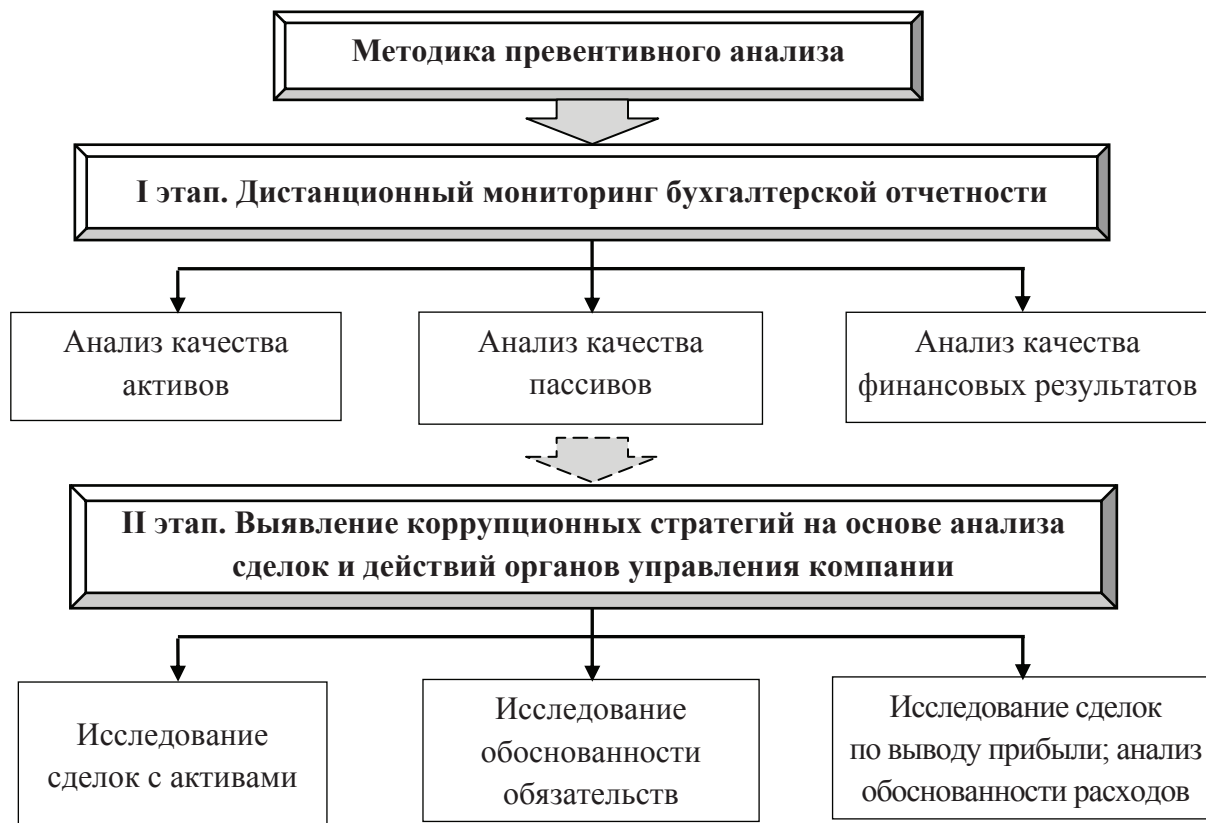 Методика превентивного анализа
I этап. Дистанционный мониторинг бухгалтерской отчетности
Анализ качества
активов
Анализ качества
пассивов
Анализ качества
финансовых результатов
II этап. Выявление коррупционных стратегий на основе анализа
сделок и действий органов управления компании
Исследование
сделок с активами
Исследование
обоснованности
обязательств
Исследование сделок
по выводу прибыли; анализ
обоснованности расходов